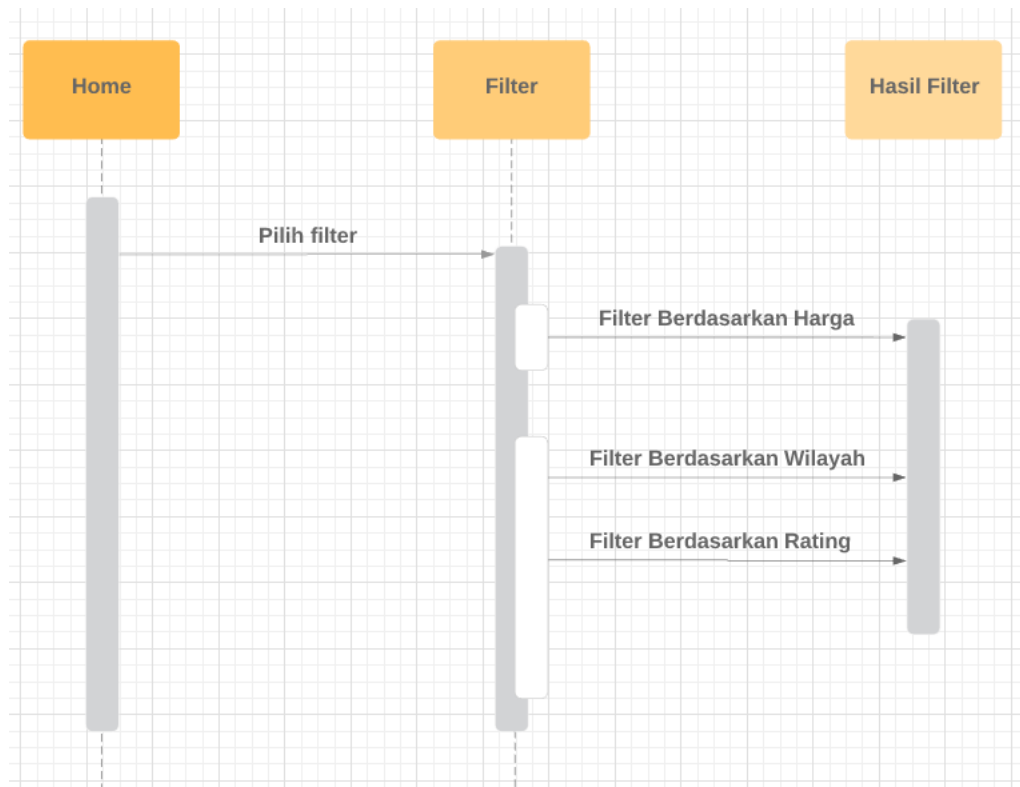 Home
Filter
Hasil Filter
Pilih filter
Filter Berdasarkan Harga
Filter Berdasarkan Wilayah
Filter Berdasarkan Rating